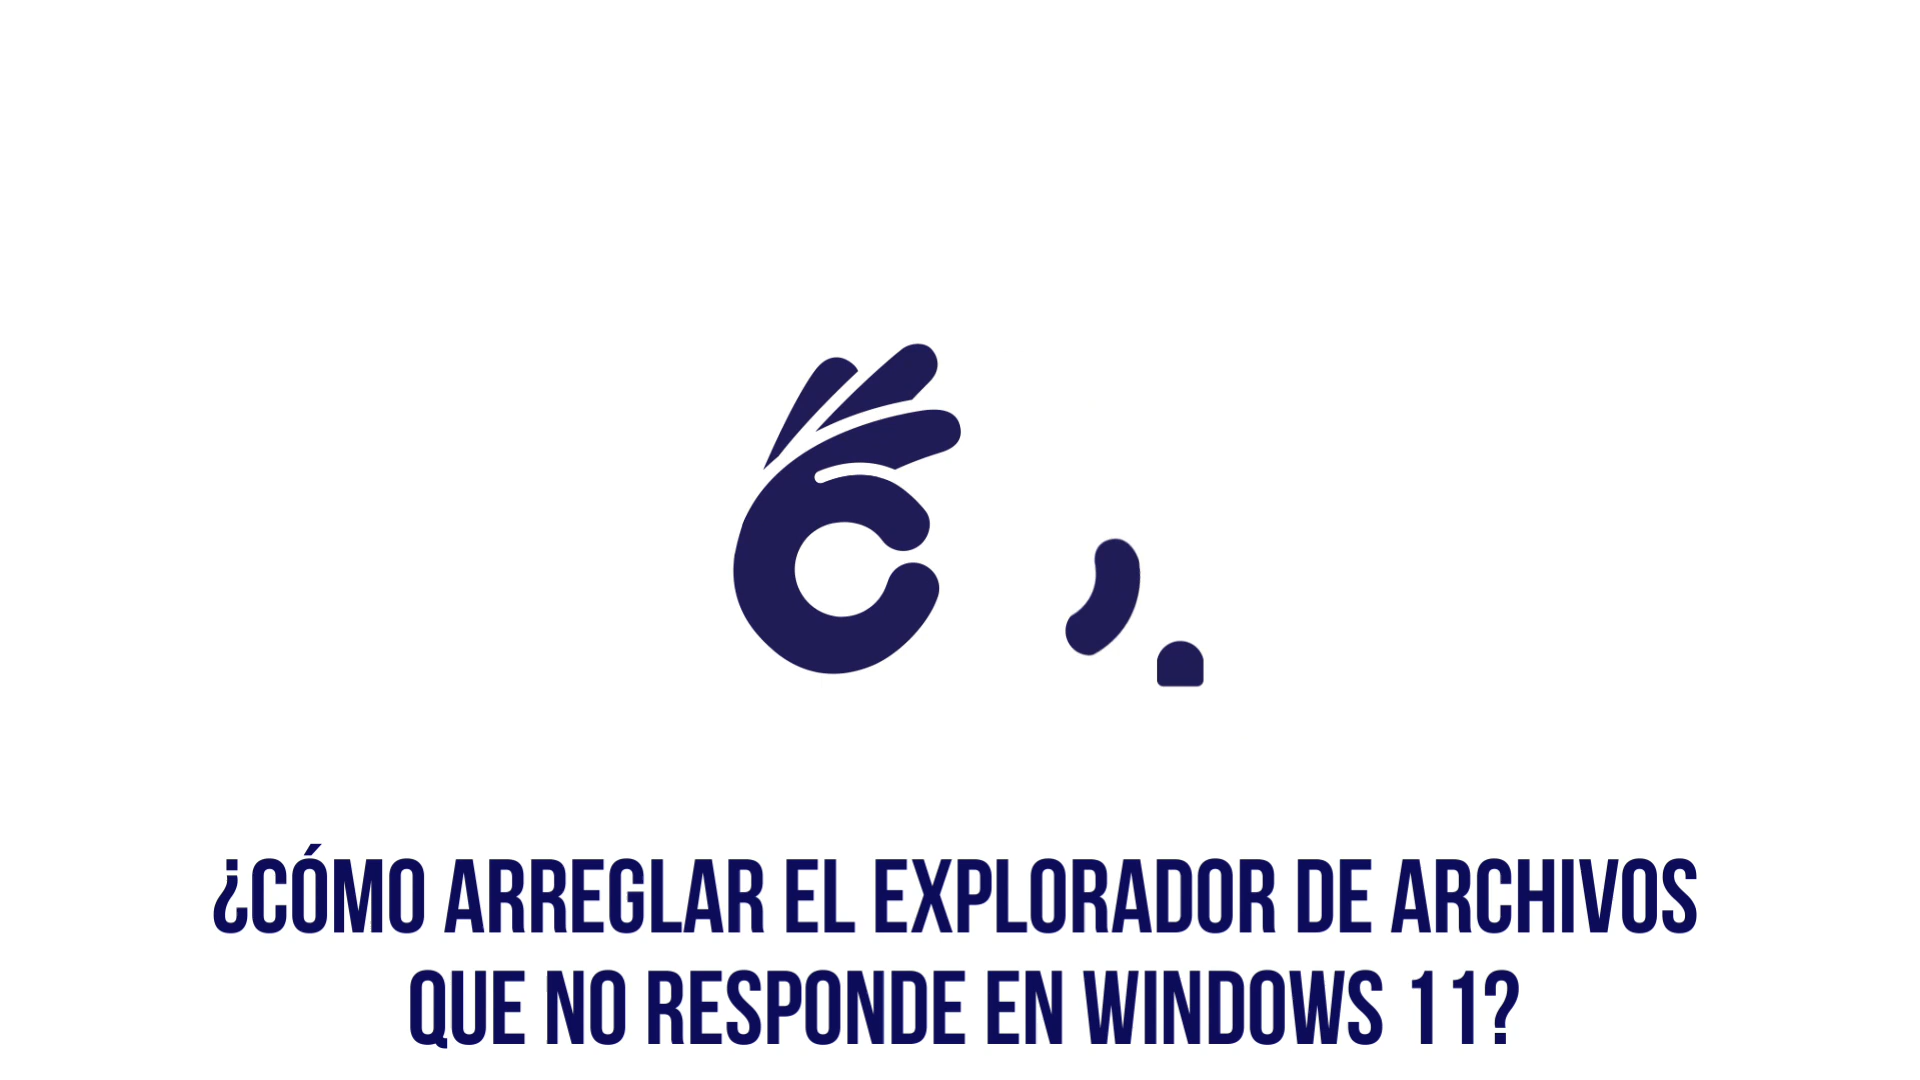 ¿CÓMO ARREGLAR EL EXPLORADOR DE ARCHIVOS
QUE NO RESPONDE EN WINDOWS 11?